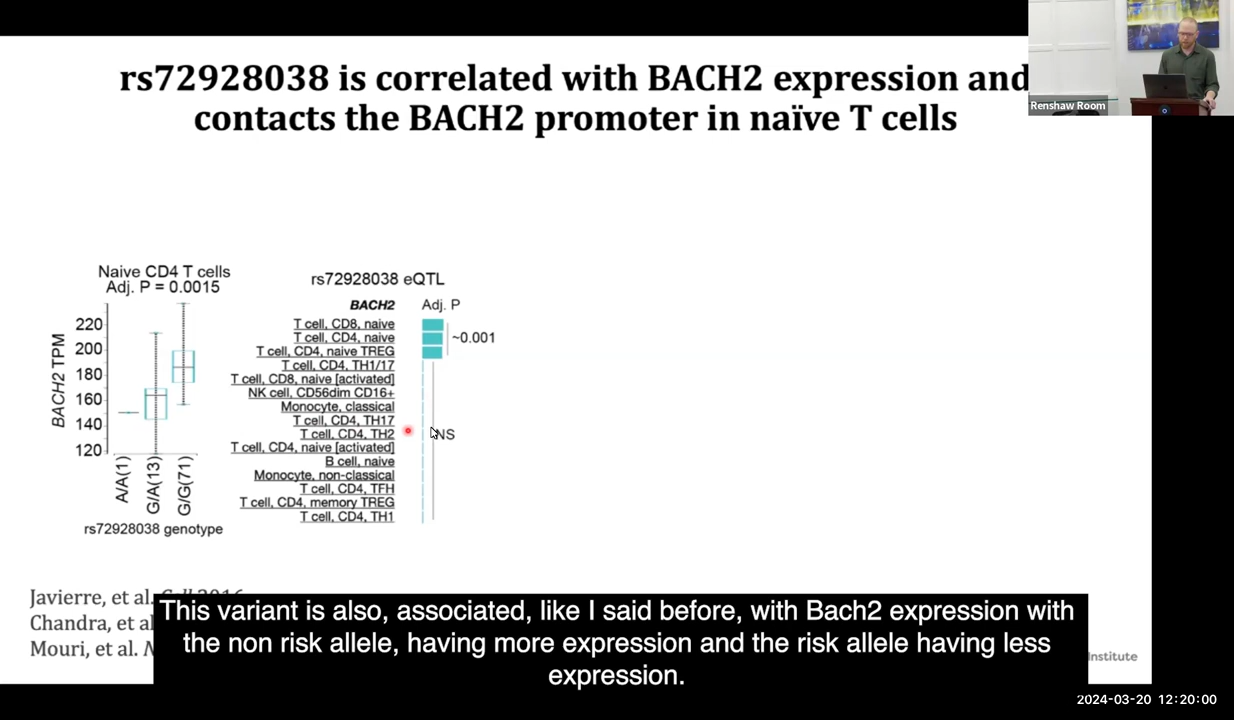 rs72928038 is correlated with BACH2 expression and
contacts the BACH2 promoter in naïve T cells
Renshaw Room
Naive CD4 T cells
Adj. P = 0.0015
BACH2 TPM
220
200
180
160
140
120
A/A(1)
G/A(13)
G/G(71)
rs72928038 genotype
rs72928038 eQTL
BACH2 Adj. P
T cell, CD8, naive
T cell, CD4, naive
T cell, CD4, naive TREG
T cell, CD4, TH1/17
T cell, CD8, naive [activated]
NK cell, CD56dim CD16+
Monocyte, classical
T cell, CD4, TH17
T cell, CD4, TH2
T cell, CD4, naive [activated]
B cell, naive
Monocyte, non-classical
T cell, CD4, TFH
T cell, CD4, memory TREG
T cell, CD4, TH1
~0.001
NS
Javierre, et al.
Chandra, et al
Mouri, et al. N
This variant is also, associated, like I said before, with Bach2 expression with
the non risk allele, having more expression and the risk allele having less
expression.
Institute
2024-03-20 12:20:00